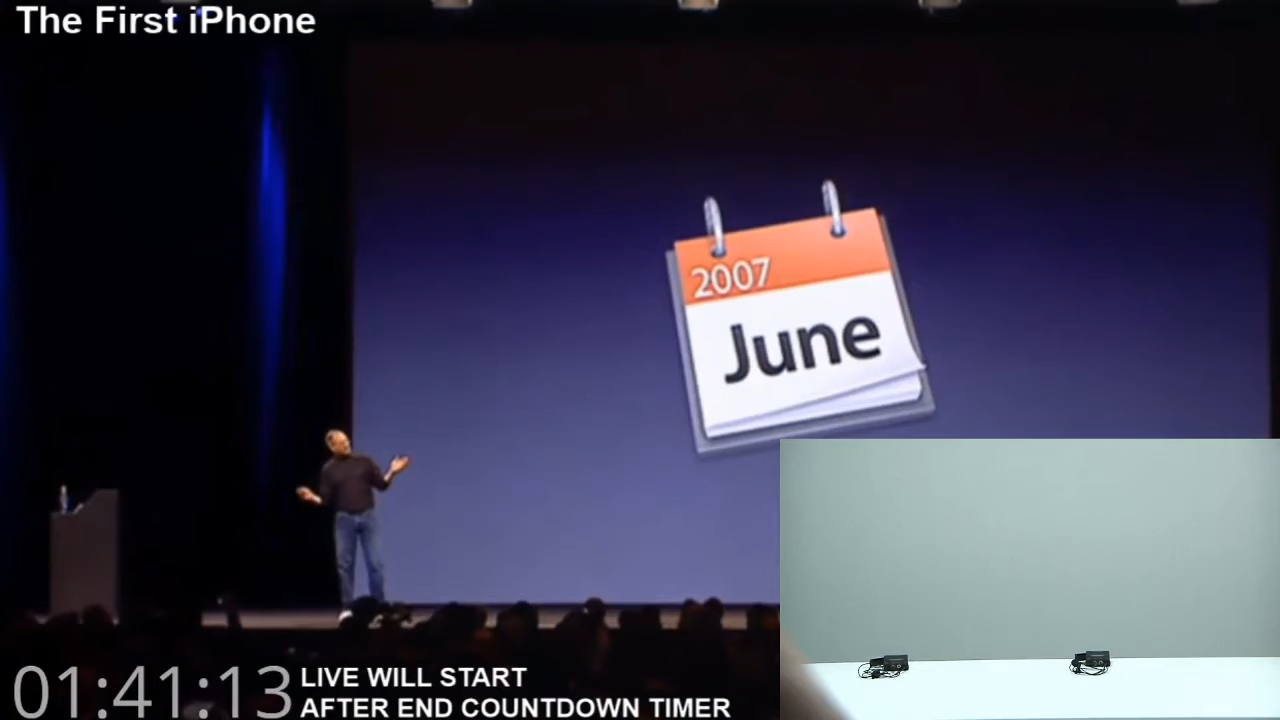 The First iPhone
2007
June
01:41:13
LIVE WILL START
AFTER END COUNTDOWN TIMER